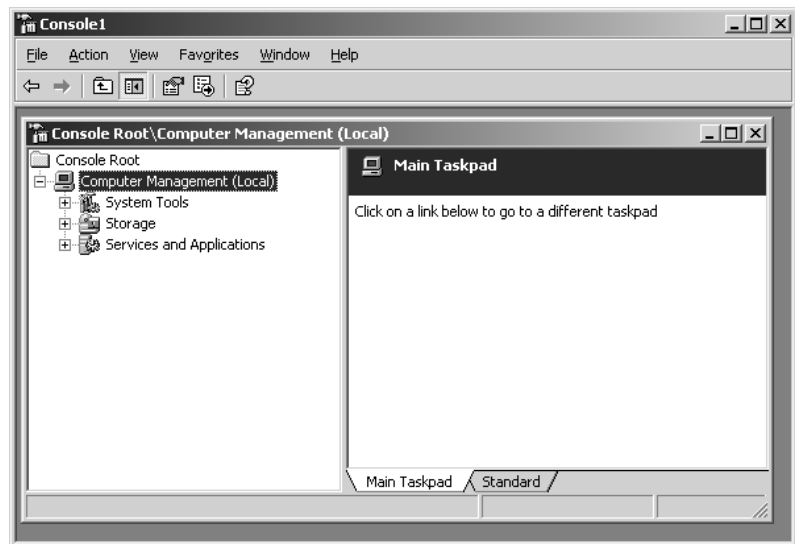 Console1
File Action View Favorites Window Help
Console Root\Computer Management (Local)
Console Root
Computer Management (Local)
System Tools
Storage
Services and Applications
Main Taskpad
Click on a link below to go to a different taskpad
Main Taskpad Standard